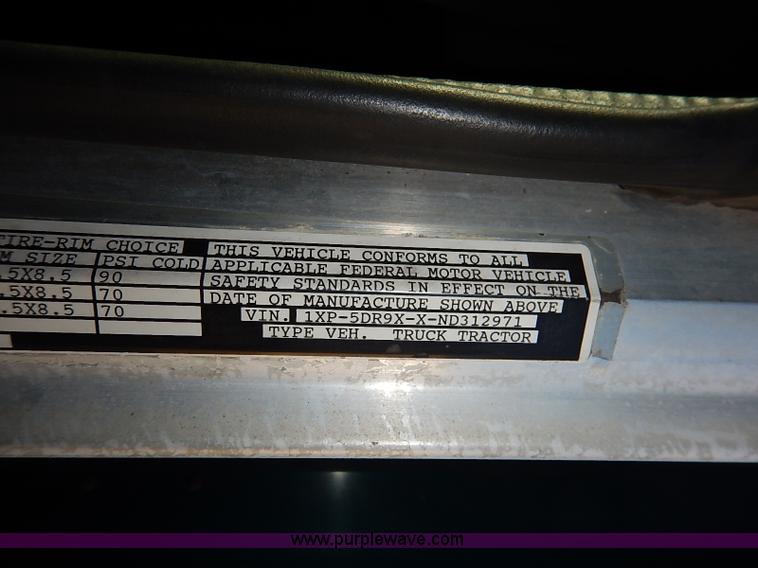 TIRE-RIM CHOICE
M SIZE PSI COLD
.5X8.5 90
.5X8.5 70
.5X8.5 70
THIS VEHICLE CONFORMS TO ALL
APPLICABLE FEDERAL MOTOR VEHICLE
SAFETY STANDARDS IN EFFECT ON THE
DATE OF MANUFACTURE SHOWN ABOVE
VIN. 1XP-5DR9X-X-ND312971
TYPE VEH. TRUCK TRACTOR
www.purplewave.com